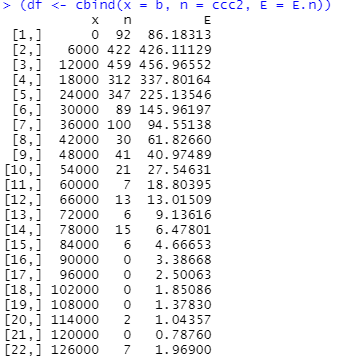 > (df <- cbind(x = b, n = ccc2, E = E.n))
x n E
[1,] 0 92 86.18313
[2,] 6000 422 426.11129
[3,] 12000 459 456.96552
[4,] 18000 312 337.80164
[5,] 24000 347 225.13546
[6,] 30000 89 145.96197
[7,] 36000 100 94.55138
[8,] 42000 30 61.82660
[9,] 48000 41 40.97489
[10,] 54000 21 27.54631
[11,] 60000 7 18.80395
[12,] 66000 13 13.01509
[13,] 72000 6 9.13616
[14,] 78000 15 6.47801
[15,] 84000 6 4.66653
[16,] 90000 0 3.38668
[17,] 96000 0 2.50063
[18,] 102000 0 1.85086
[19,] 108000 0 1.37830
[20,] 114000 2 1.04357
[21,] 120000 0 0.78760
[22,] 126000 7 1.96900